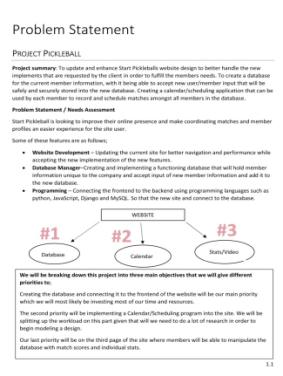 Problem Statement
PROJECT PICKLEBALL
Project summary: To update and enhance Start Pickleballs website design to better handle the new
implements that are requested by the client in order to fulfill the members needs. To create a database
for the current-member information, with it being able to accept new user/member input that will be
safely and securely stored into the new database. Creating a calendar/scheduling application that can be
used by each member to record and schedule matches amongst all members in the database.
Problem Statement / Needs Assessment
Start Pickleball is looking to improve their online presence and make coordinating matches and member
profiles an easier experience for the site user.
Some of these features are as follows;
• Website Development – Updating the current site for better navigation and performance while
accepting the new implementation of the new features.
• Database Manager–Creating and implementing a functioning database that will hold member
information unique to the company and accept input of new member information and add it to
the new database.
• Programming – Connecting the frontend to the backend using programming languages such as
python, JavaScript, Django and MySQL. So that the new site and connect to the database.
WEBSITE
#1 #2 #3
Database Calendar Stats/Video
We will be breaking down this project into three main objectives that we will give different
priorities to;
Creating the database and connecting it to the frontend of the website will be our main priority
which we will most likely be investing most of our time and resources.
The second priority will be implementing a Calendar/Scheduling program into the site. We will be
splitting up the workload on this part given that we will need to do a lot of research in order to
begin modeling a design.
Our last priority will be on the third page of the site where members will be able to manipulate the
database with match scores and individual stats.
1.1